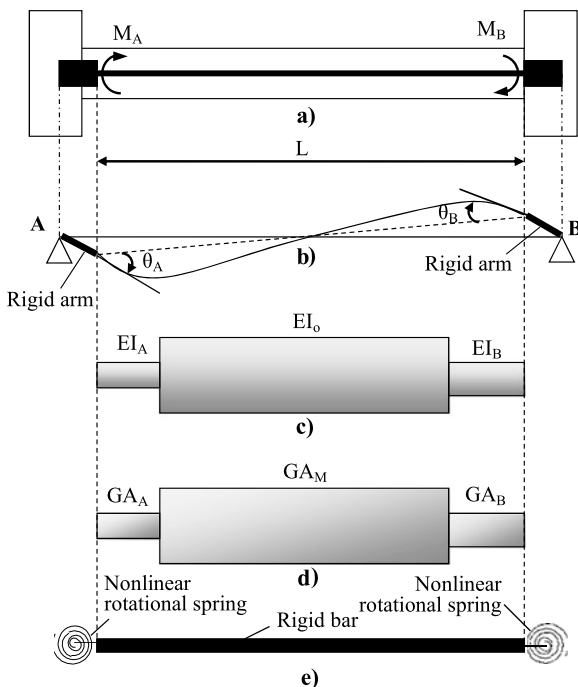 M_A M_B
a)
L
A θ_A b) θ_B B
Rigid arm Rigid arm
EI_A EI_o EI_B
c)
GA_A GA_M GA_B
d)
Nonlinear
rotational spring
Nonlinear
rotational spring
Rigid bar
e)